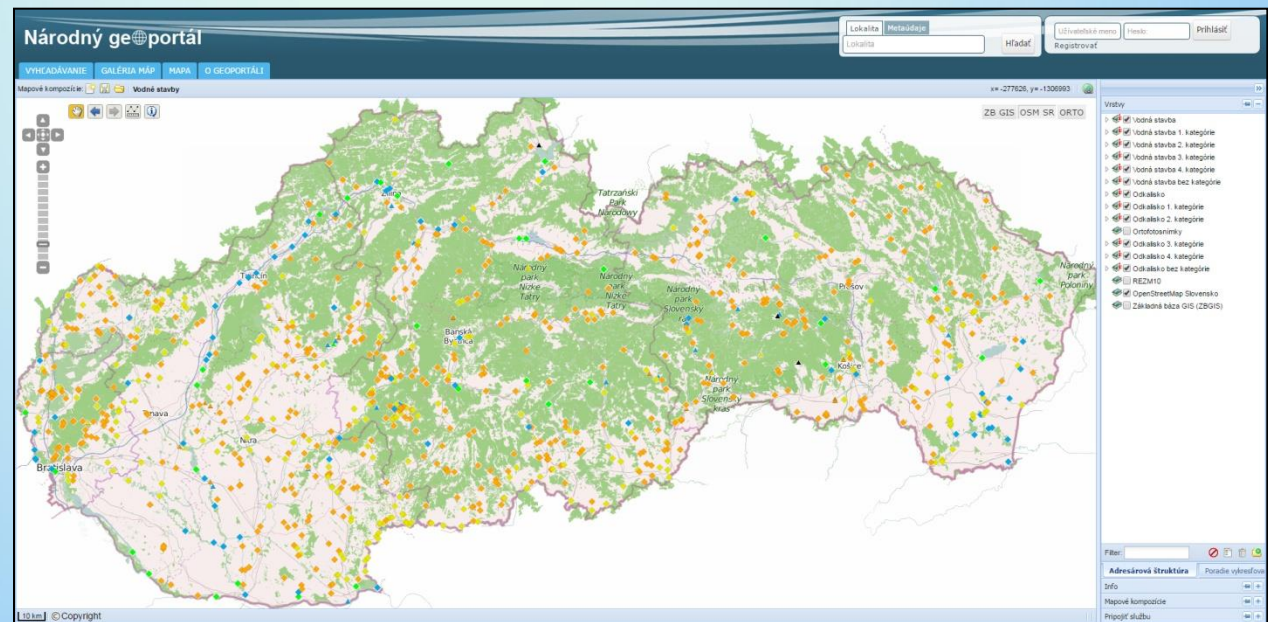 Národný geoportál
Lokalita Metaúdaje
Lokalita
Hľadať
Užívateľské meno Heslo Prihlásiť
Registrovať
VYHĽADÁVANIE GALÉRIA MÁP MAPA O GEOPORTÁLI
Mapové kompozície: Vodné stavby
x= -277626, y= -1306993
ZB GIS OSM SR ORTO
Vrstvy
Vodná stavba
Vodná stavba 1. kategórie
Vodná stavba 2. kategórie
Vodná stavba 3. kategórie
Vodná stavba 4. kategórie
Vodná stavba bez kategórie
Odkalisko
Odkalisko 1. kategórie
Odkalisko 2. kategórie
Ortofotosnímky
Odkalisko 3. kategórie
Odkalisko 4. kategórie
Odkalisko bez kategórie
REZM10
OpenStreetMap Slovensko
Základná báza GIS (ZBGIS)
Žilina
Tatrzański
Park
Narodowy
Trenčín
Národný
park
Nízke
Tatry
Národný
park
Nízke
Tatry
Národný
park
Slovenský
raj
Prešov
Národný
park
Poloniny
Banská
Bystrica
Košice
Národný
park
Slovenský
kras
Trnava
Nitra
Bratislava
Filter:
Adresárová štruktúra Poradie vykresľova
Info
Mapové kompozície
Pripojiť službu
10 km © Copyright